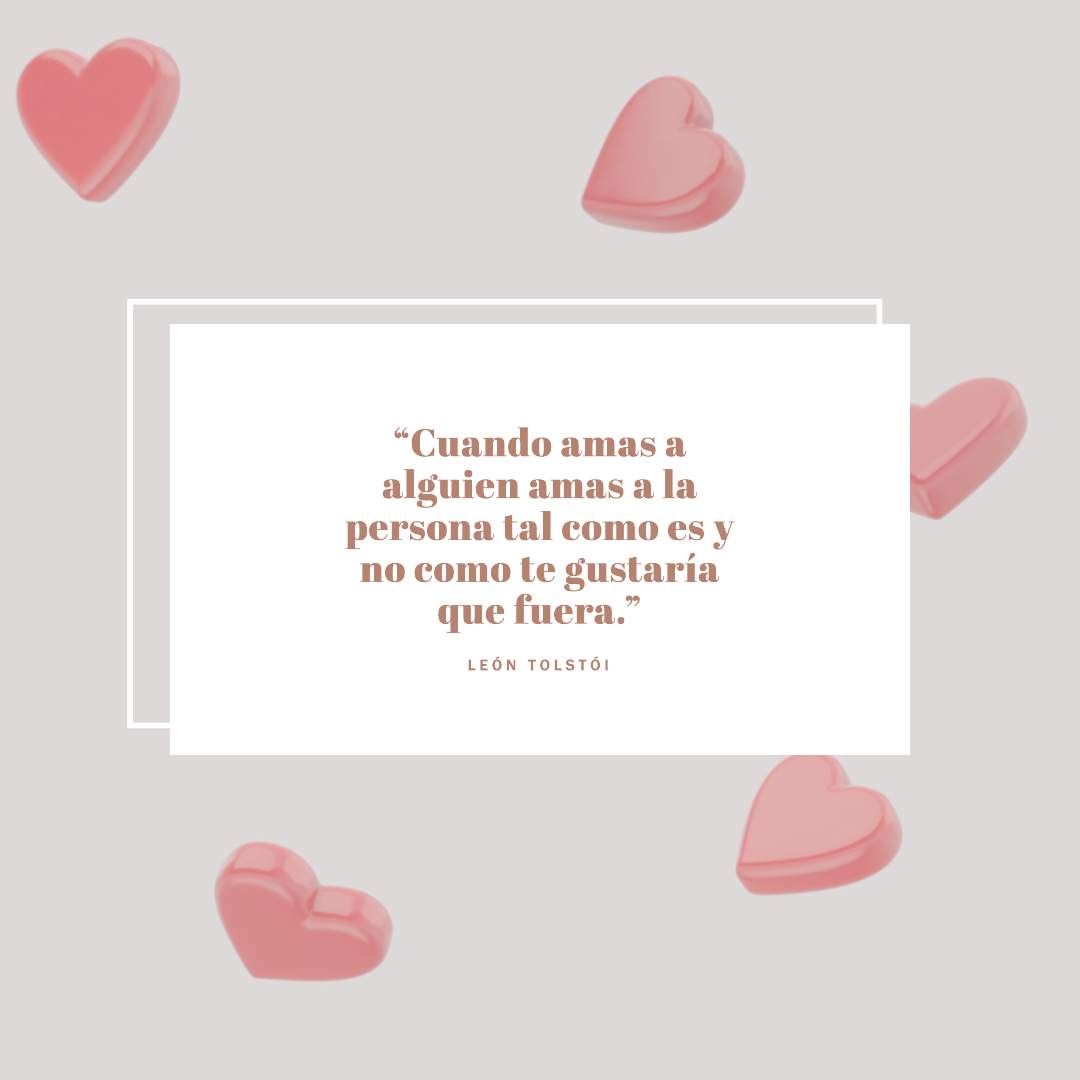 “Cuando amas a
alguien amas a la
persona tal como es y
no como te gustaría
que fuera.”
LEÓN TOLSTÓI